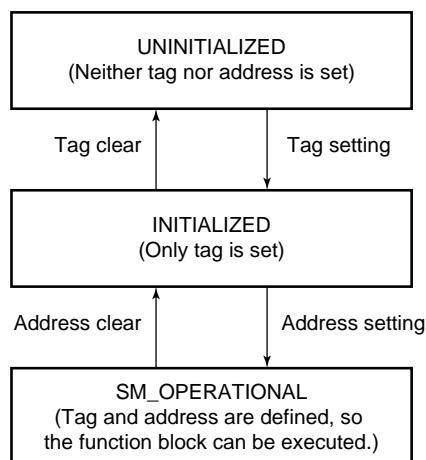 UNINITIALIZED
(Neither tag nor address is set)
Tag clear
Tag setting
INITIALIZED
(Only tag is set)
Address clear
Address setting
SM_OPERATIONAL
(Tag and address are defined, so
the function block can be executed.)